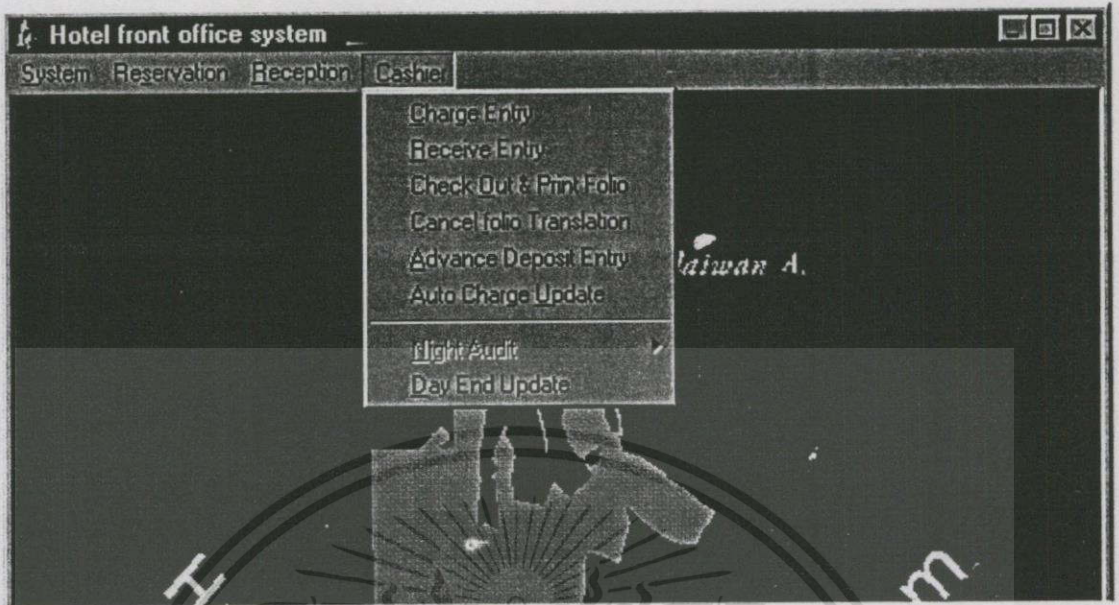 Hotel front office system
System Reservation Reception Cashier
Charge Entry
Receive Entry
Check Out & Print Folio
Cancel folio Translation
Advance Deposit Entry
Auto Charge Update
Night Audit
Day End Update
A.
H m